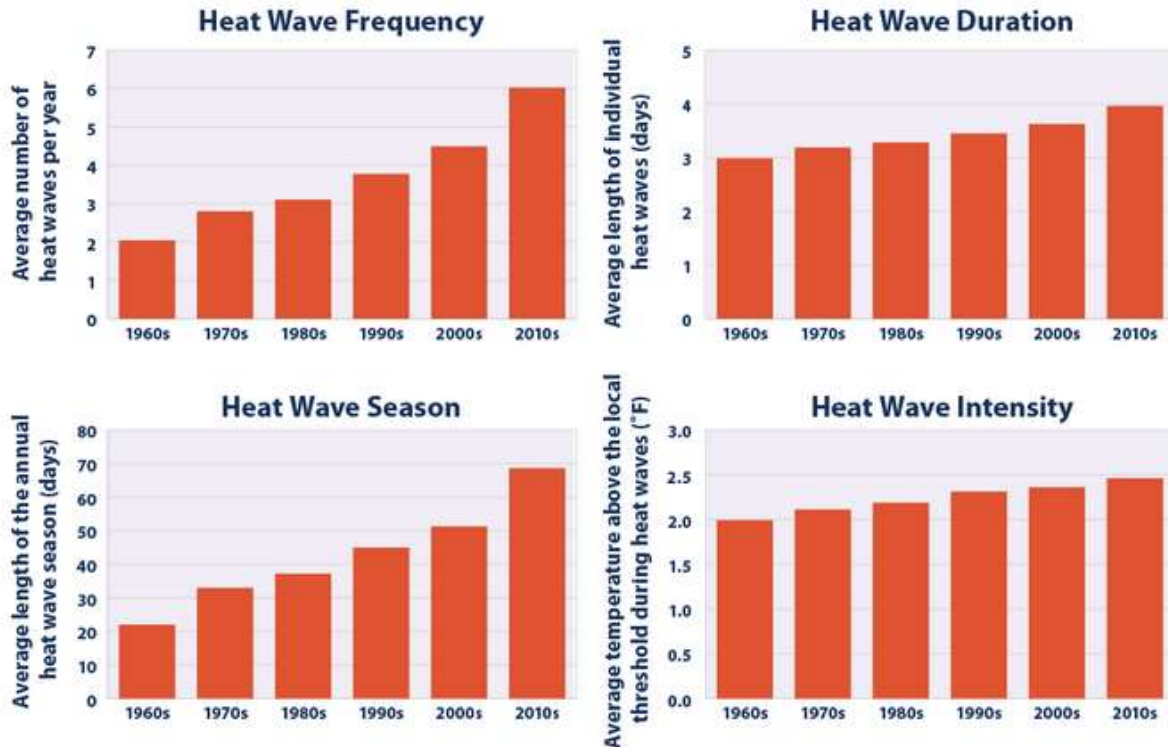 Heat Wave Frequency
Average number of
heat waves per year
7
6
5
4
3
2
1
0
1960s 1970s 1980s 1990s 2000s 2010s
Heat Wave Duration
Average length of individual
heat waves (days)
5
4
3
2
1
0
1960s 1970s 1980s 1990s 2000s 2010s
Heat Wave Season
Average length of the annual
heat wave season (days)
80
70
60
50
40
30
20
10
0
1960s 1970s 1980s 1990s 2000s 2010s
Heat Wave Intensity
Average temperature above the local
threshold during heat waves (°F)
3.0
2.5
2.0
1.5
1.0
0.5
0.0
1960s 1970s 1980s 1990s 2000s 2010s